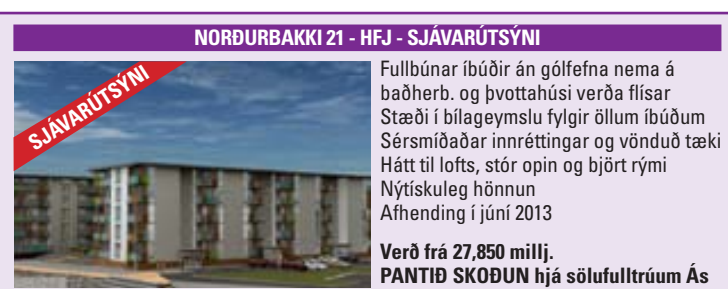 NORÐURBAKKI 21 - HFJ - SJÁVARÚTSÝNI
SJÁVARÚTSÝNI
Fullbúnar íbúðir án gólfefna nema á
baðherb. og þvottahúsi verða flísar
Stæði í bílageymslu fylgir öllum íbúðum
Sérsmíðaðar innréttingar og vönduð tæki
Hátt til lofts, stór opin og björt rými
Nýtískuleg hönnun
Afhending í júní 2013
Verð frá 27,850 millj.
PANTIÐ SKOÐUN hjá sölufulltrúum Ás